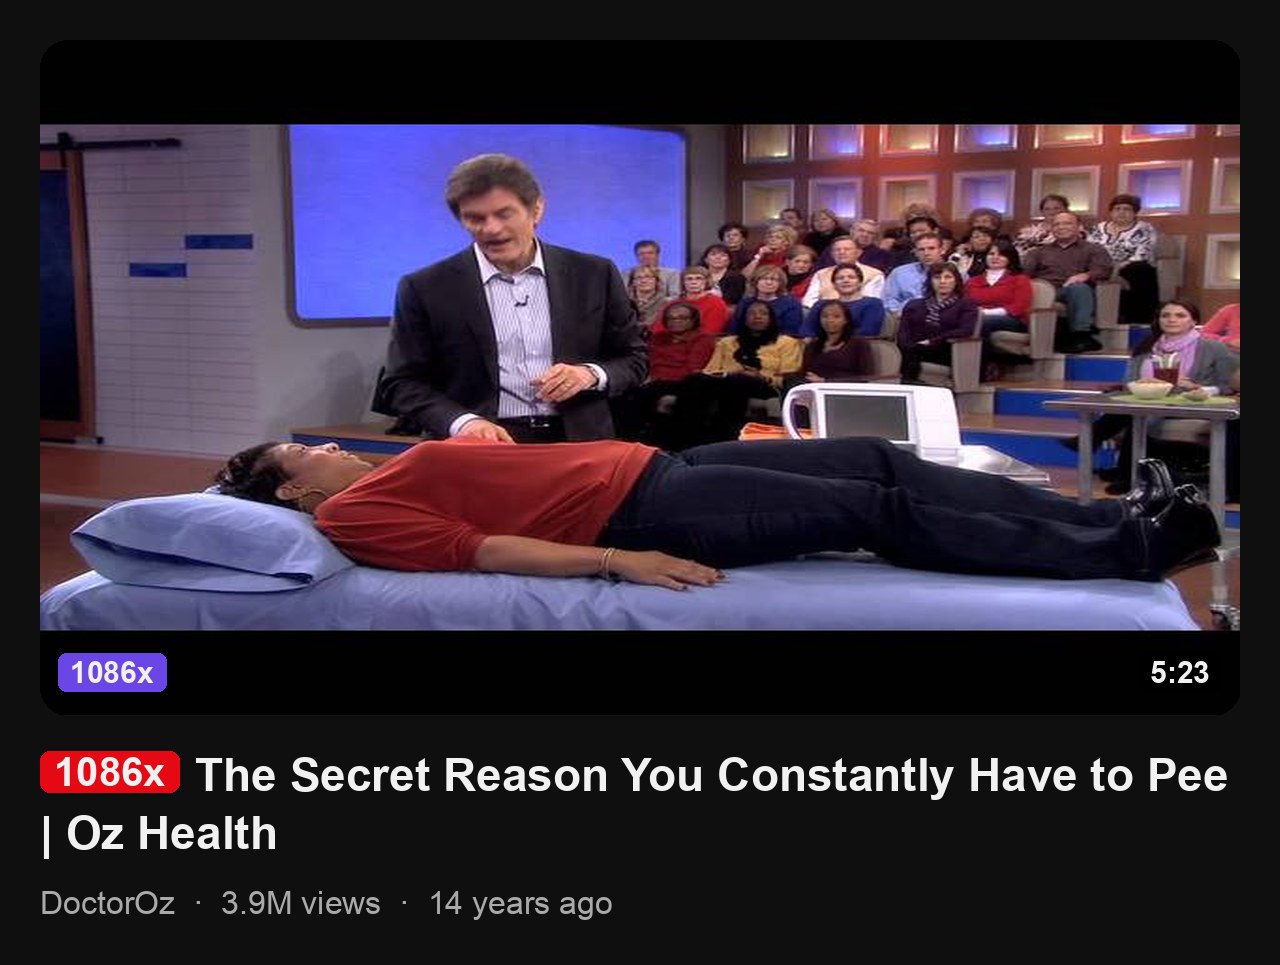 1086x
5:23
1086x The Secret Reason You Constantly Have to Pee
| Oz Health
DoctorOz · 3.9M views · 14 years ago